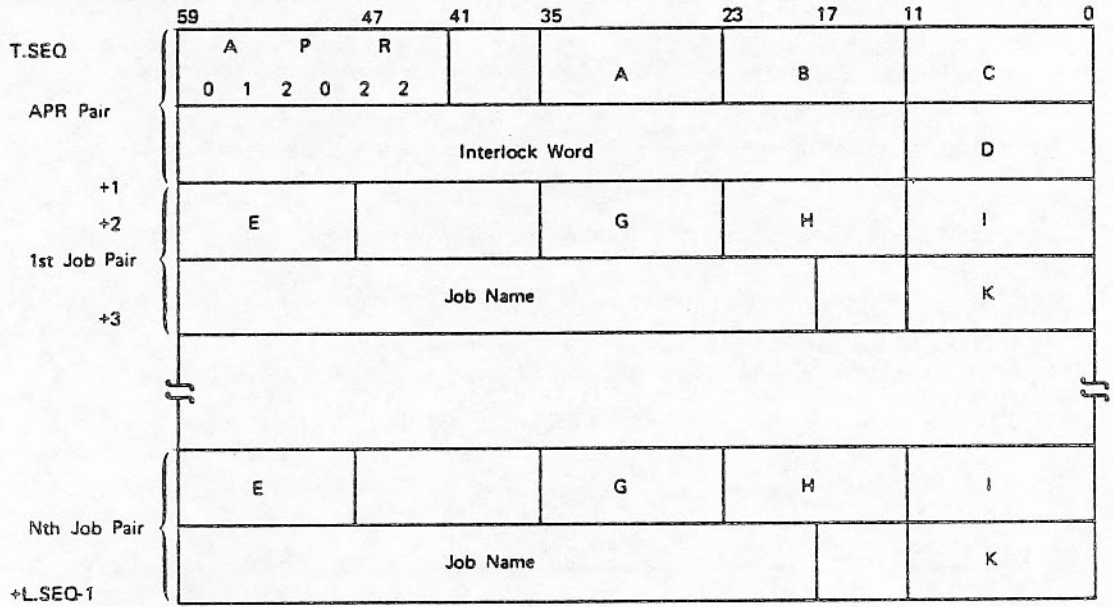 59 47 41 35 23 17 11 0
T.SEQ A P R A B C
0 1 2 0 2 2
APR Pair
Interlock Word D
+1
+2 E G H I
1st Job Pair
Job Name K
+3
E G H I
Nth Job Pair
Job Name K
+L.SEQ-1